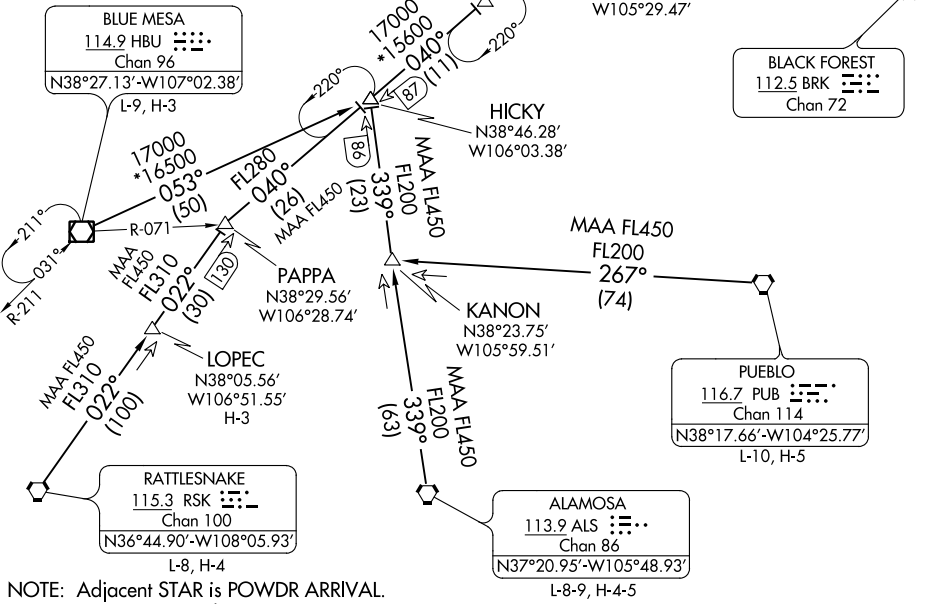 W105°29.47'
BLUE MESA
114.9 HBU
Chan 96
N38°27.13'-W107°02.38'
L-9, H-3
17000
*15600
040°
(11)
220°
220°
87
BLACK FOREST
112.5 BRK
Chan 72
HICKY
N38°46.28'
W106°03.38'
17000
*16500
053°
(50)
FL280
040°
(26)
MAA FL450
86
MAA FL450
FL200
339°
(23)
211°
031°
R-211
R-071
MAA
FL450
FL310
022°
(30)
130
PAPPA
N38°29.56'
W106°28.74'
MAA FL450
FL200
267°
(74)
KANON
N38°23.75'
W105°59.51'
LOPEC
N38°05.56'
W106°51.55'
H-3
MAA FL450
FL310
022°
(100)
MAA FL450
FL200
339°
(63)
PUEBLO
116.7 PUB
Chan 114
N38°17.66'-W104°25.77'
L-10, H-5
RATTLESNAKE
115.3 RSK
Chan 100
N36°44.90'-W108°05.93'
L-8, H-4
ALAMOSA
113.9 ALS
Chan 86
N37°20.95'-W105°48.93'
L-8-9, H-4-5
NOTE: Adjacent STAR is POWDR ARRIVAL.